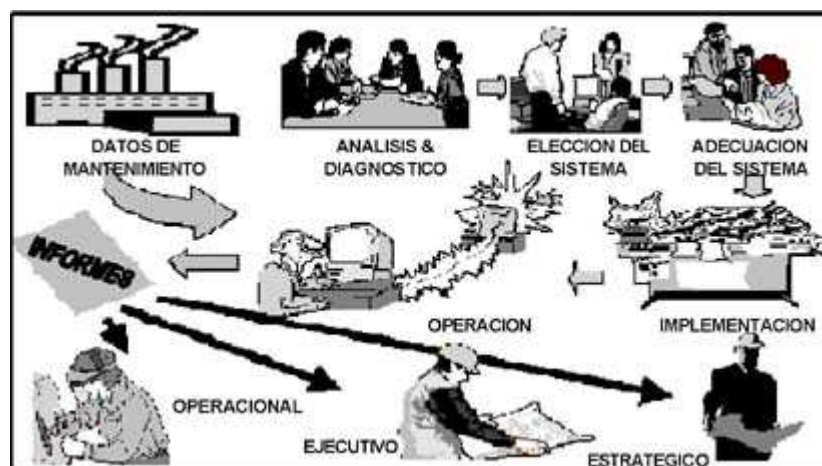 DATOS DE
MANTENIMIENTO
ANALISIS &
DIAGNOSTICO
ELECCION DEL
SISTEMA
ADECUACION
DEL SISTEMA
INFORMES
OPERACION
IMPLEMENTACION
OPERACIONAL
EJECUTIVO
ESTRATEGICO